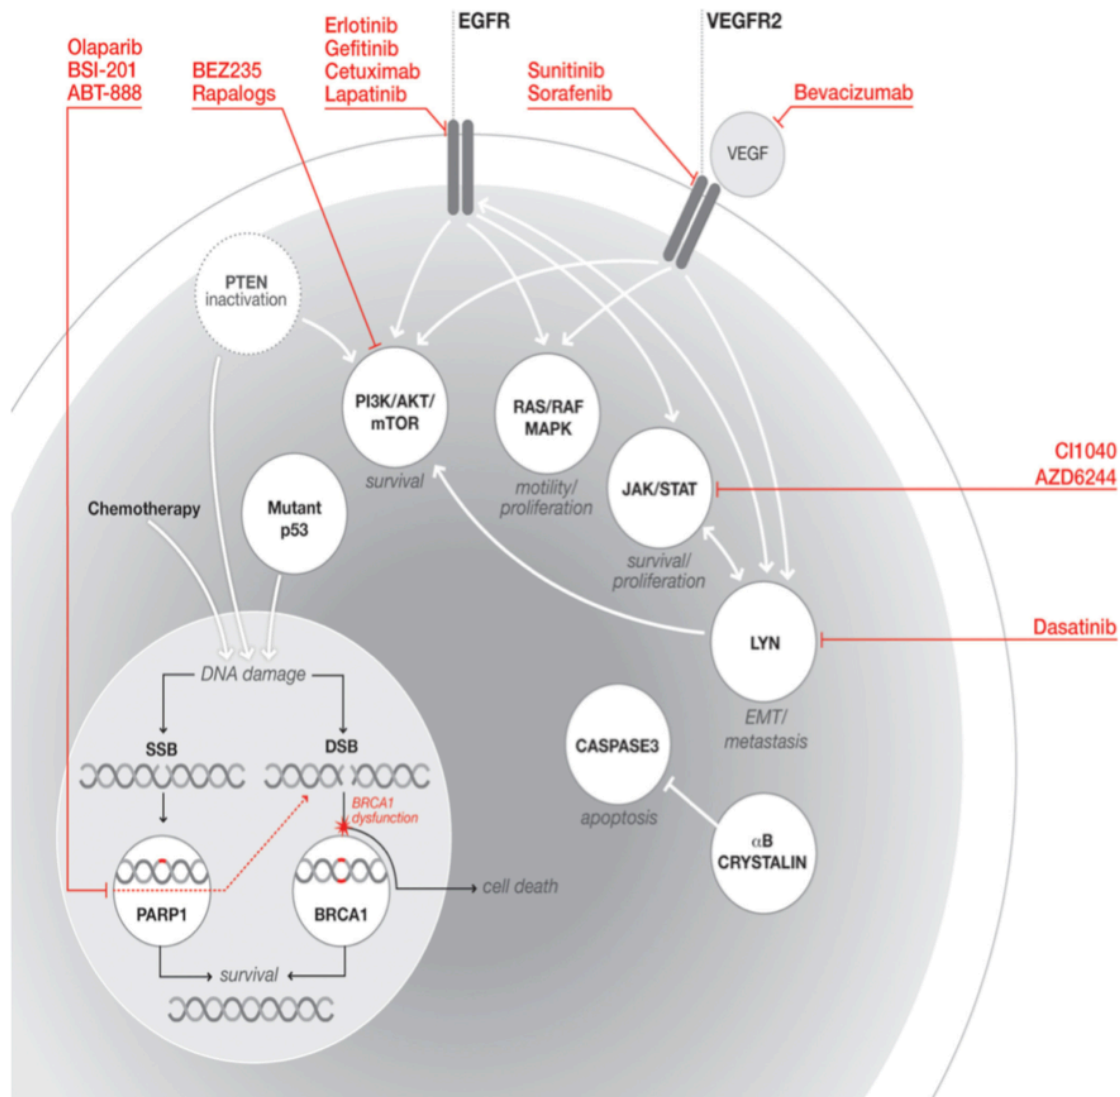 EGFR
VEGFR2
Olaparib
BSI-201
ABT-888
BEZ235
Rapalogs
Erlotinib
Gefitinib
Cetuximab
Lapatinib
Sunitinib
Sorafenib
Bevacizumab
VEGF
PTEN
inactivation
PI3K/AKT/
mTOR
survival
RAS/RAF
MAPK
motility/
proliferation
JAK/STAT
survival/
proliferation
CI1040
AZD6244
Chemotherapy
Mutant
p53
LYN
EMT/
metastasis
Dasatinib
DNA damage
SSB
DSB
BRCA1
dysfunction
CASPASE3
apoptosis
αB
CRYSTALIN
cell death
PARP1
BRCA1
survival